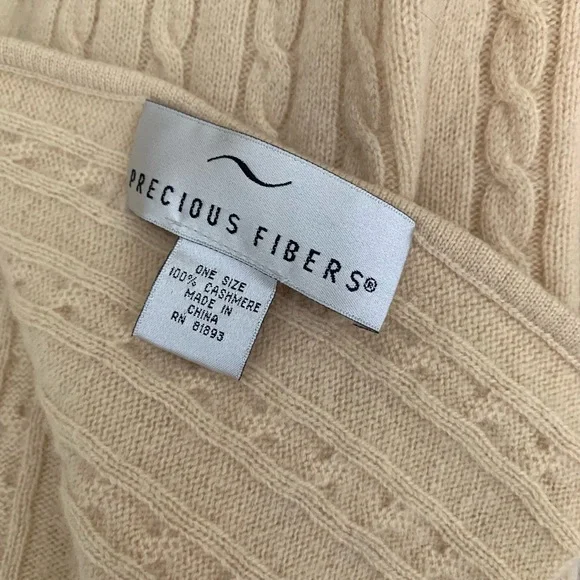 PRECIOUS FIBERS®
ONE SIZE
100% CASHMERE
MADE IN
CHINA
RN 81893